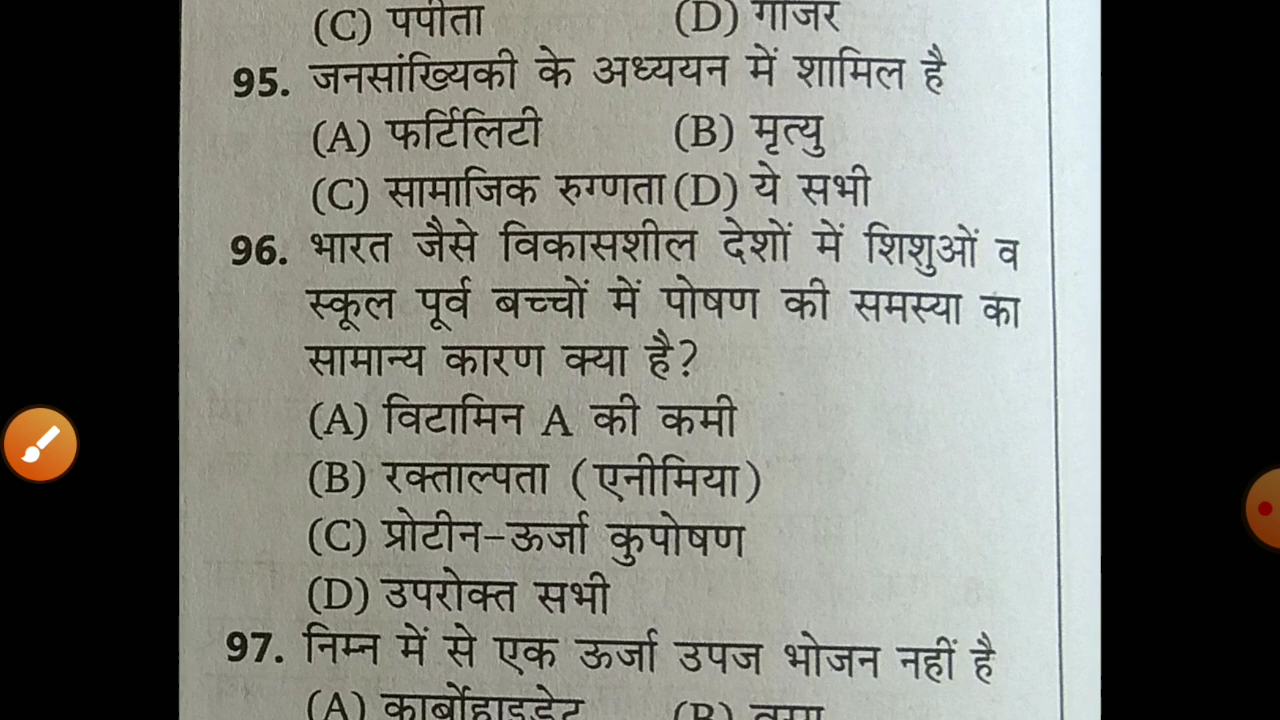 (C) पपीता (D) गाजर
95. जनसांख्यिकी के अध्ययन में शामिल है
(A) फर्टिलिटी (B) मृत्यु
(C) सामाजिक रुग्णता (D) ये सभी
96. भारत जैसे विकासशील देशों में शिशुओं व
स्कूल पूर्व बच्चों में पोषण की समस्या का
सामान्य कारण क्या है?
(A) विटामिन A की कमी
(B) रक्ताल्पता (एनीमिया)
(C) प्रोटीन-ऊर्जा कुपोषण
(D) उपरोक्त सभी
97. निम्न में से एक ऊर्जा उपज भोजन नहीं है
(A) कार्बोहाइड्रेट (B)